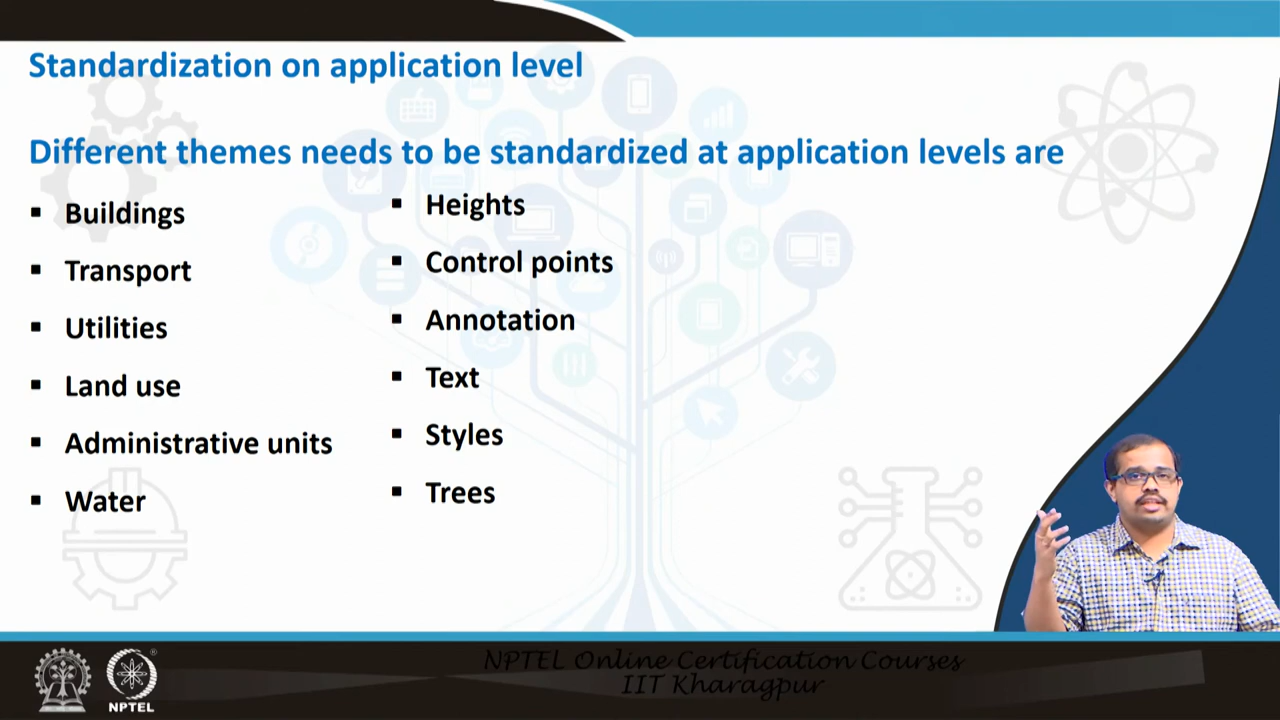 Standardization on application level
Different themes needs to be standardized at application levels are
Buildings
Transport
Utilities
Land use
Administrative units
Water
Heights
Control points
Annotation
Text
Styles
Trees
NPTEL
NPTEL Online Certification Courses
IIT Kharagpur